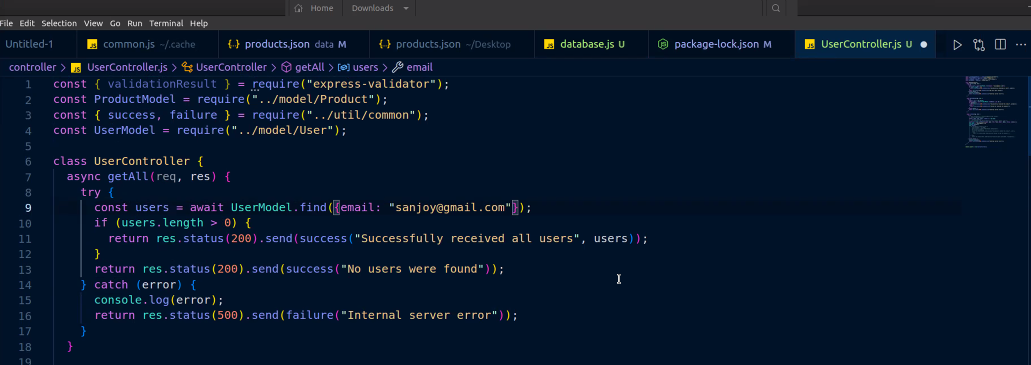 Home Downloads
File Edit Selection View Go Run Terminal Help
Untitled-1 JS common.js ~/.cache {.} products.json data M {.} products.json ~/Desktop JS database.js U package-lock.json M JS UserController.js U
controller > JS UserController.js > UserController > getAll > users > email
1 const { validationResult } = require("express-validator");
2 const ProductModel = require("../model/Product");
3 const { success, failure } = require("../util/common");
4 const UserModel = require("../model/User");
5
6 class UserController {
7 async getAll(req, res) {
8 try {
9 const users = await UserModel.find({email: "sanjoy@gmail.com"});
10 if (users.length > 0) {
11 return res.status(200).send(success("Successfully received all users", users));
12 }
13 return res.status(200).send(success("No users were found"));
14 } catch (error) {
15 console.log(error);
16 return res.status(500).send(failure("Internal server error"));
17 }
18 }
19